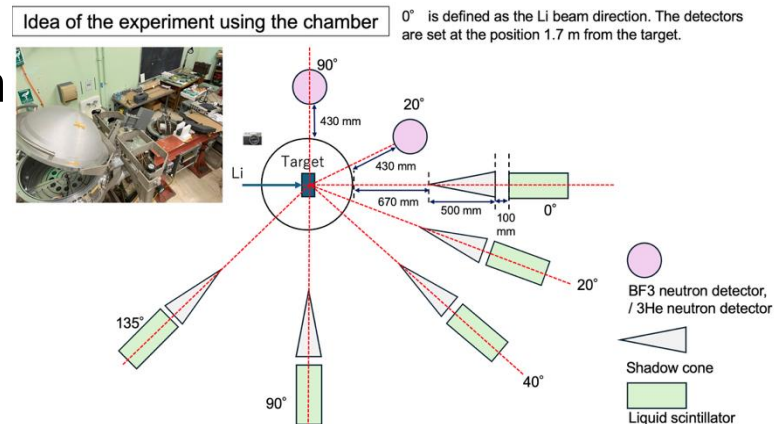 Idea of the experiment using the chamber
0° is defined as the Li beam direction. The detectors
are set at the position 1.7 m from the target.
90°
20°
430 mm
Target
430 mm
Li
670 mm
500 mm
100
mm
0°
20°
135°
40°
90°
BF3 neutron detector,
/ 3He neutron detector
Shadow cone
Liquid scintillator